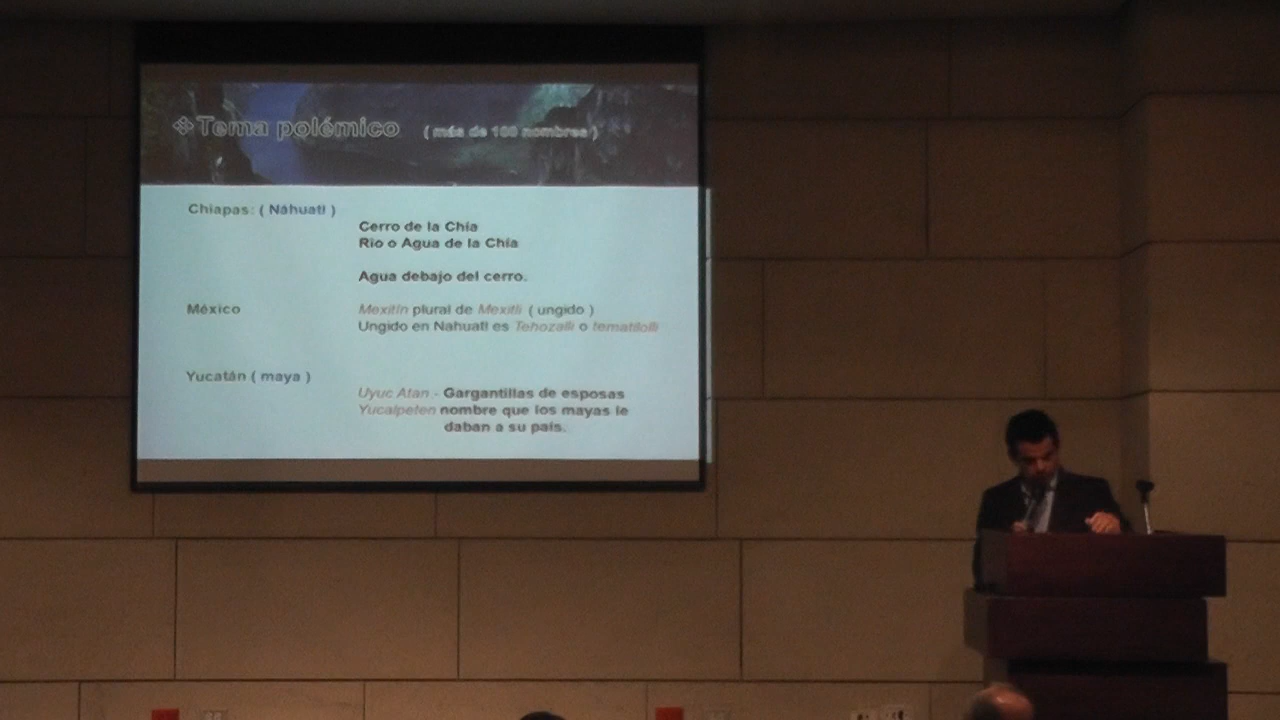 ❖Tema polémico ( más de 100 nombres )
Chiapas: ( Náhuatl )
Cerro de la Chía
Río o Agua de la Chía
Agua debajo del cerro.
México
Mexitin plural de Mexitli ( ungido )
Ungido en Nahuatl es Tehozalli o tematilolli
Yucatán ( maya )
Uyuc Atan.- Gargantillas de esposas
Yucalpeten nombre que los mayas le
daban a su país.